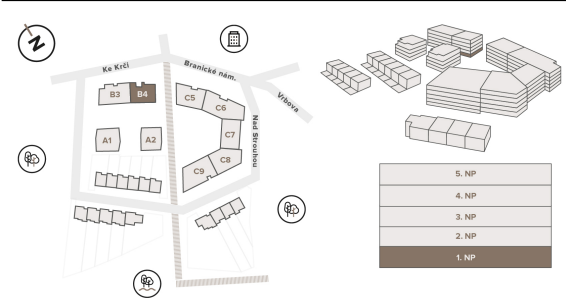 N
Ke Krči
Branické nám.
Vrbova
B3
B4
C5
C6
Nad Strouhou
C7
A1
A2
C8
C9
5. NP
4. NP
3. NP
2. NP
1. NP